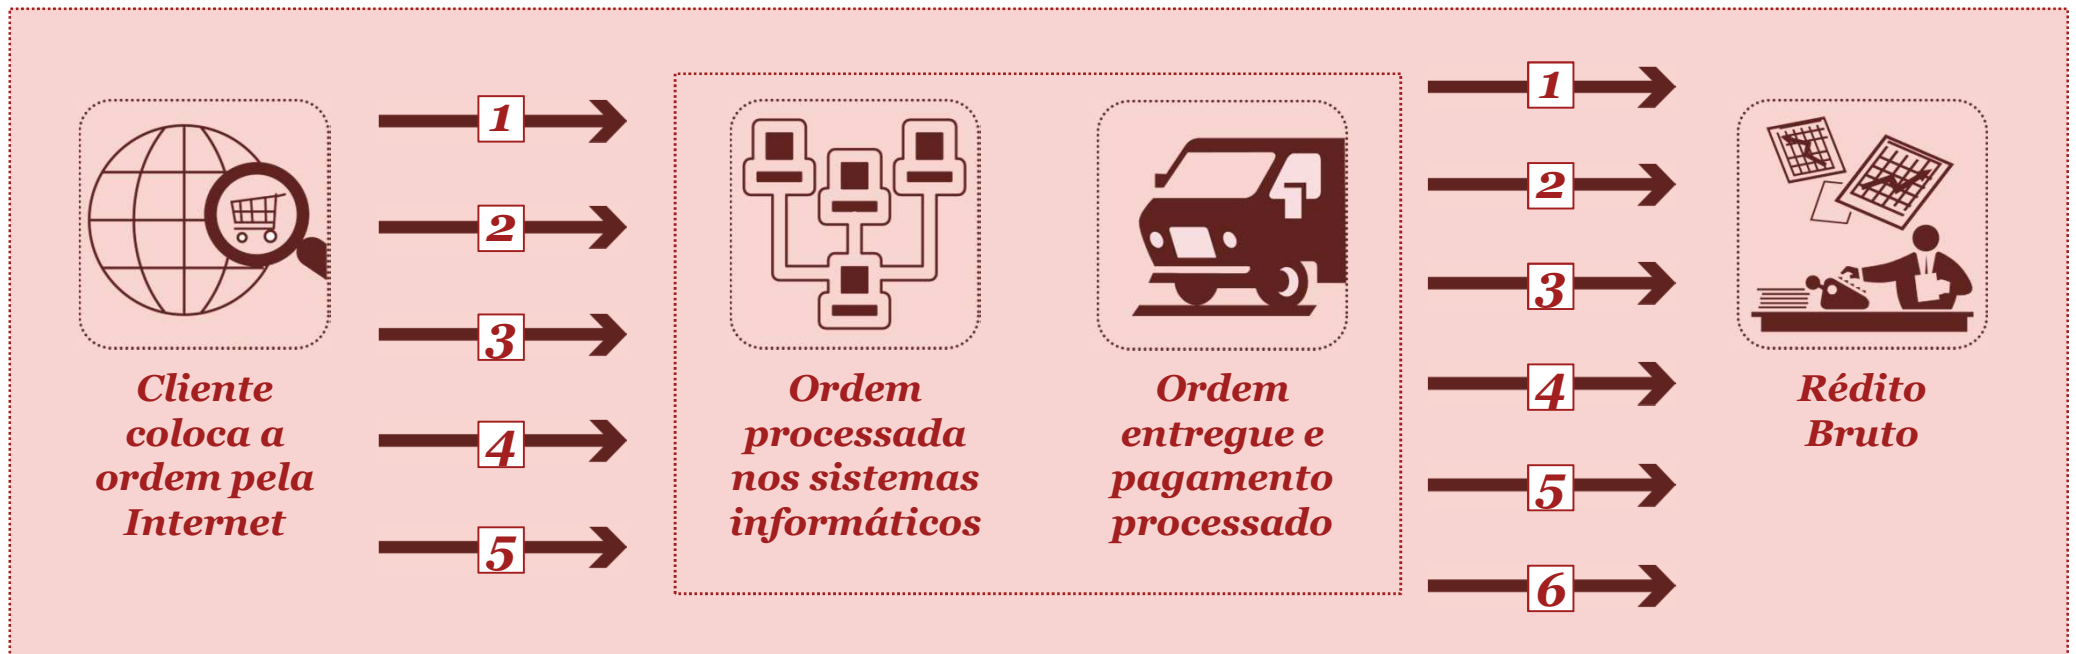 1
2
3
4
5
1
2
3
4
5
6
Cliente
coloca a
ordem pela
Internet
Ordem
processada
nos sistemas
informáticos
Ordem
entregue e
pagamento
processado
Rédito
Bruto